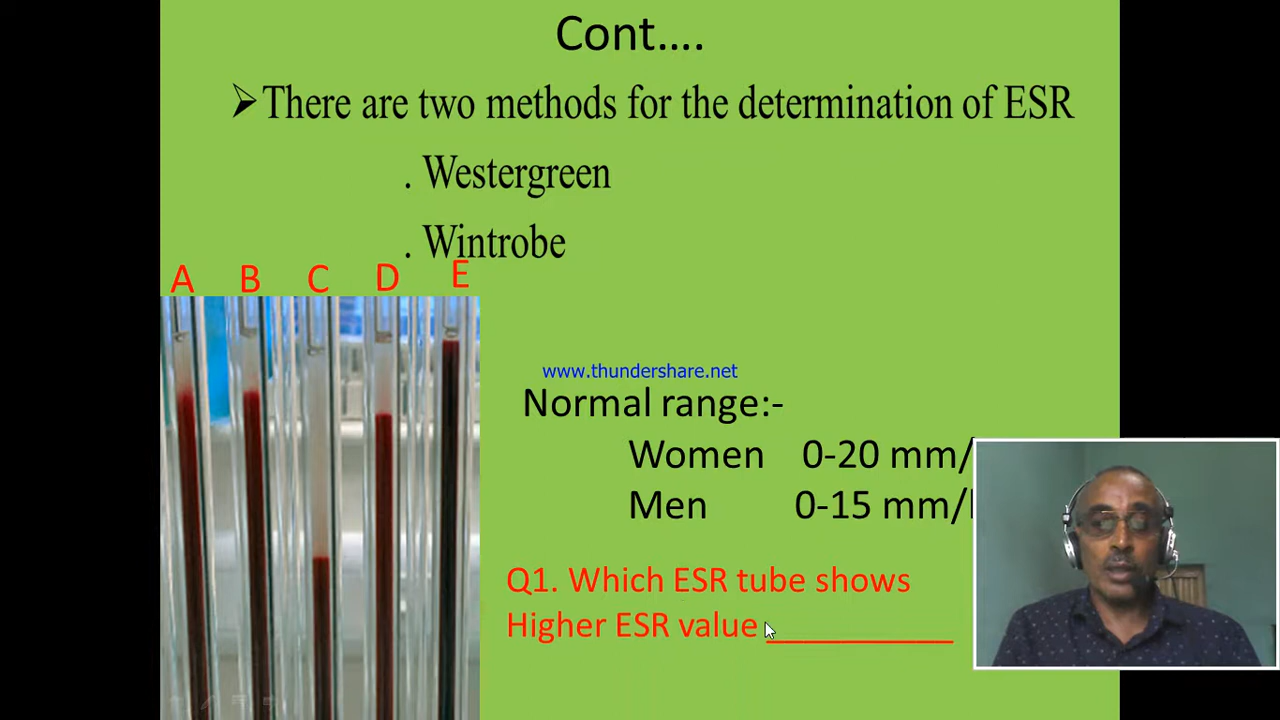 Cont....
➢There are two methods for the determination of ESR
. Westergreen
. Wintrobe
A B C D E
www.thundershare.net
Normal range:-
Women 0-20 mm/
Men 0-15 mm/
Q1. Which ESR tube shows
Higher ESR value __________